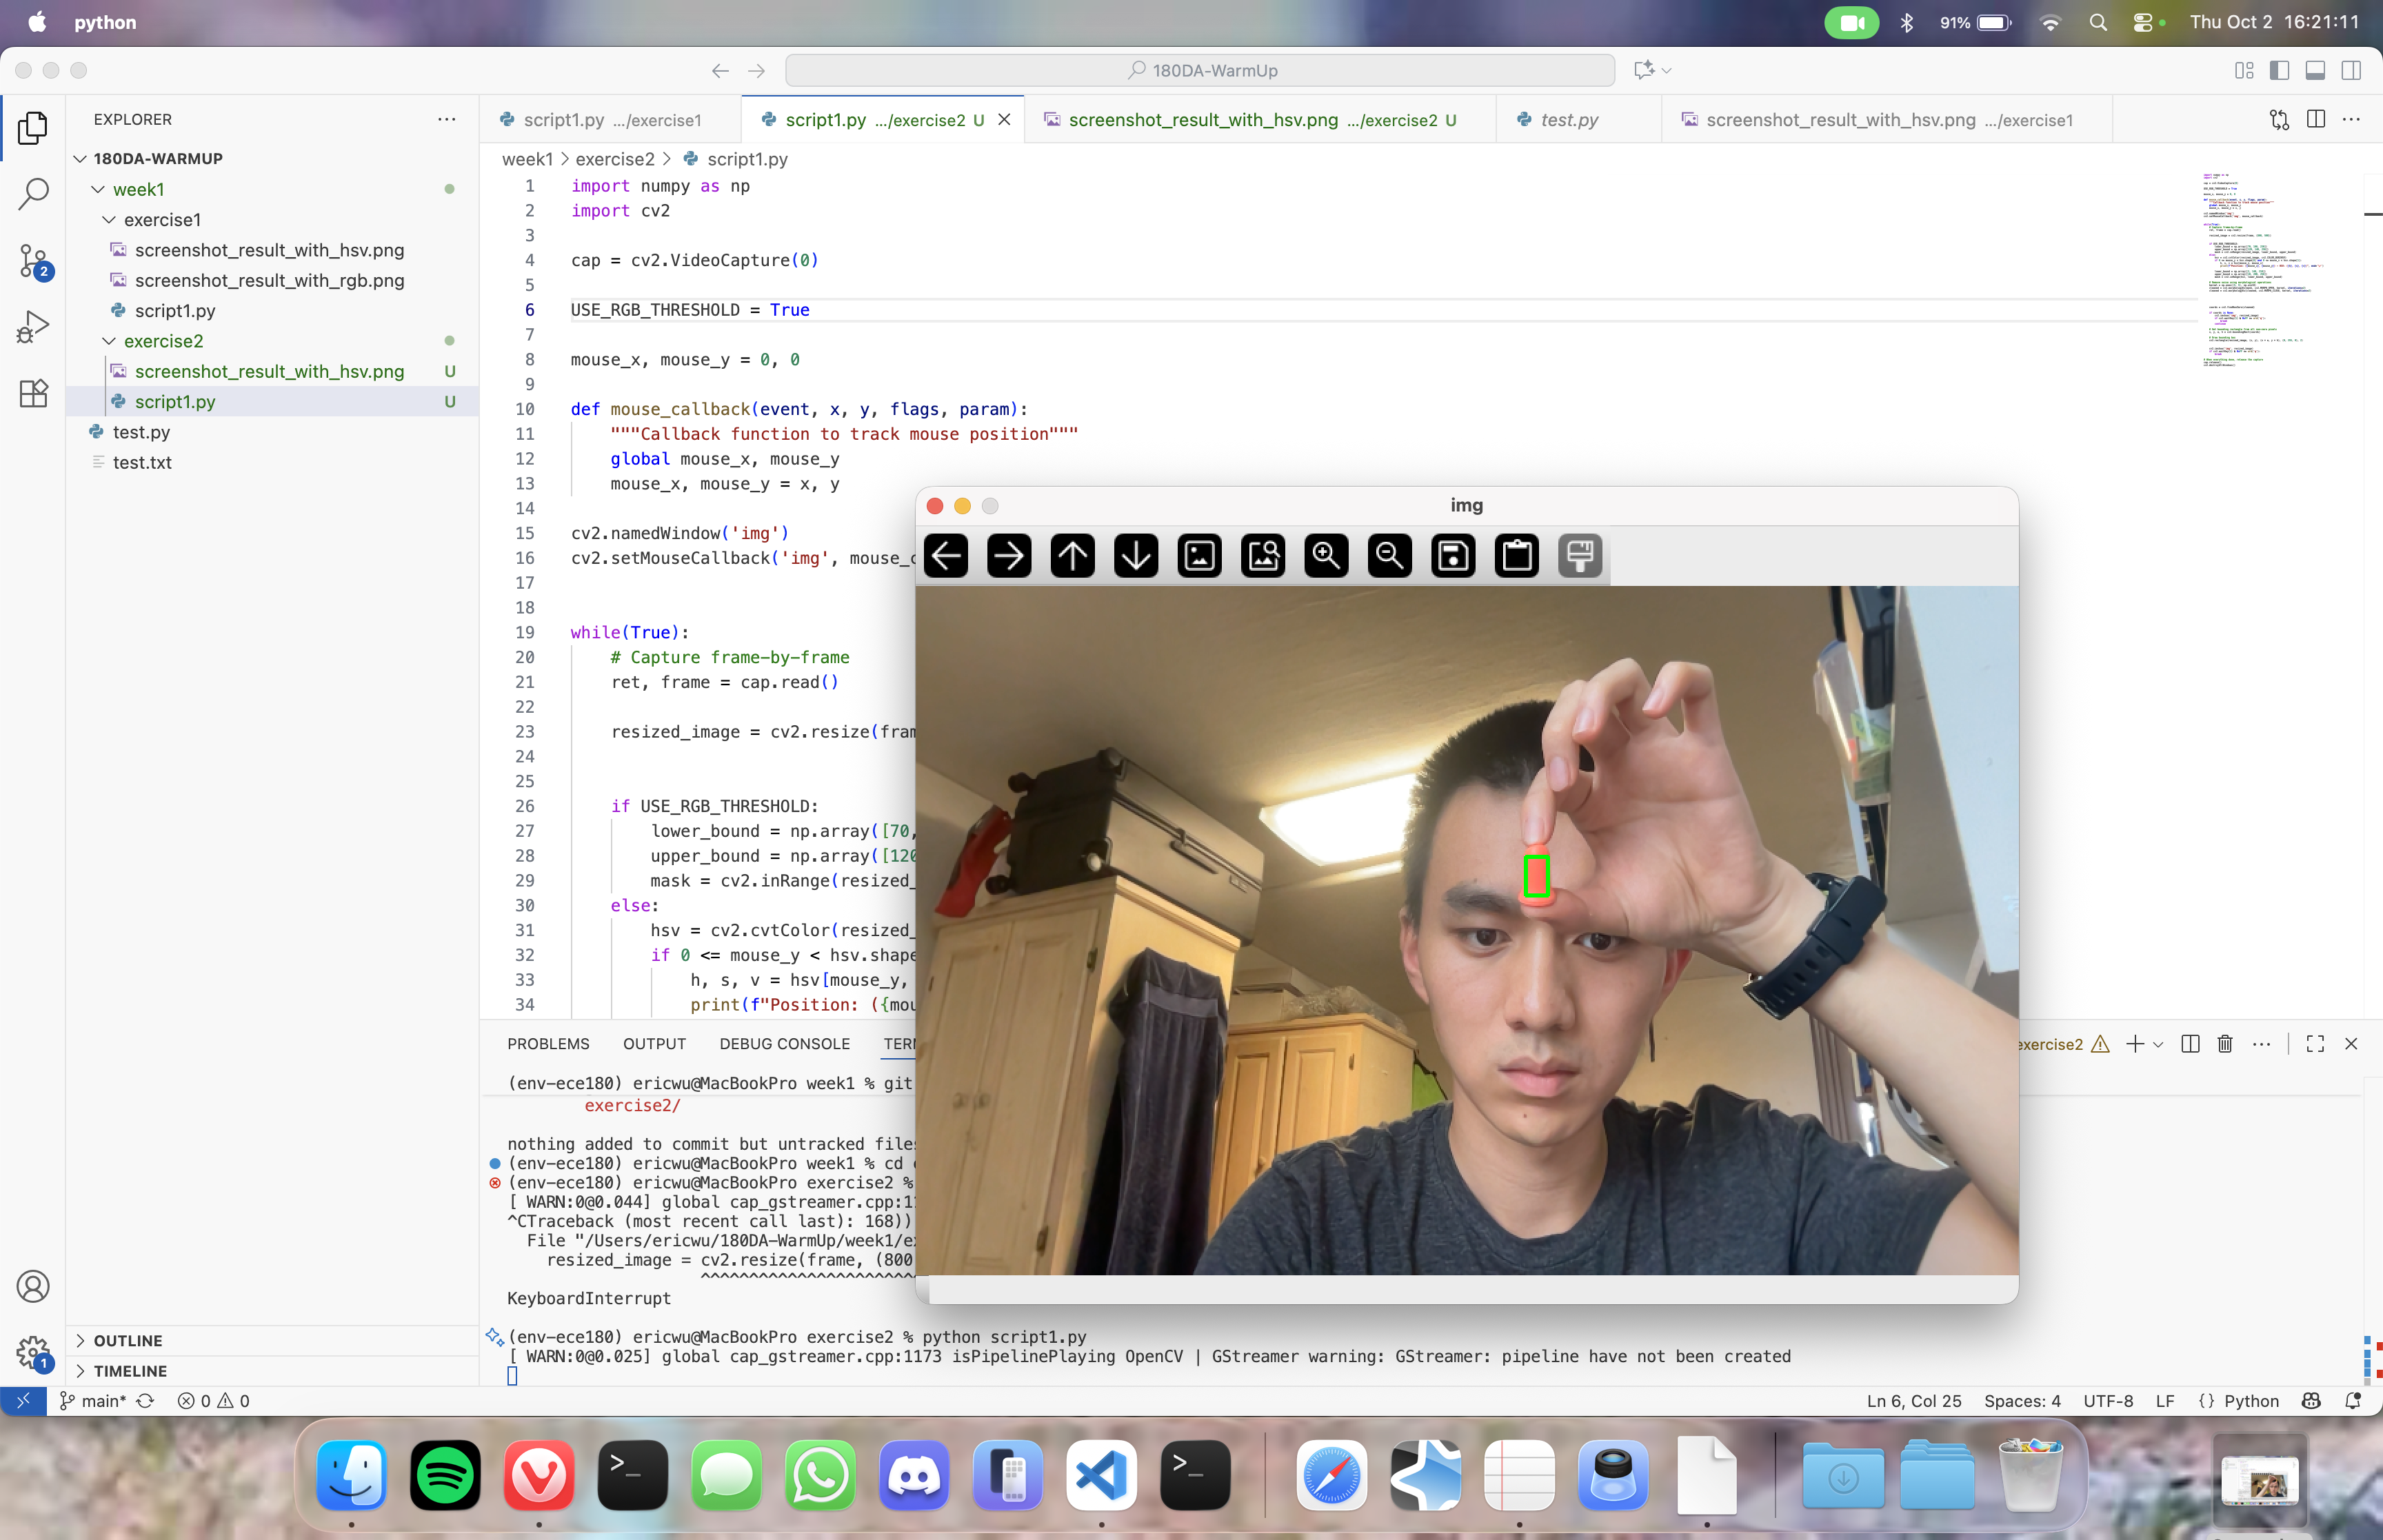 python
91%
Thu Oct 2 16:21:11
180DA-WarmUp
EXPLORER
180DA-WARMUP
week1
exercise1
screenshot_result_with_hsv.png
screenshot_result_with_rgb.png
script1.py
exercise2
screenshot_result_with_hsv.png U
script1.py U
test.py
test.txt
OUTLINE
TIMELINE
2
1
script1.py .../exercise1
script1.py .../exercise2 U
screenshot_result_with_hsv.png .../exercise2 U
test.py
screenshot_result_with_hsv.png .../exercise1
week1 > exercise2 > script1.py
1 import numpy as np
2 import cv2
3
4 cap = cv2.VideoCapture(0)
5
6 USE_RGB_THRESHOLD = True
7
8 mouse_x, mouse_y = 0, 0
9
10 def mouse_callback(event, x, y, flags, param):
11 """Callback function to track mouse position"""
12 global mouse_x, mouse_y
13 mouse_x, mouse_y = x, y
14
15 cv2.namedWindow('img')
16 cv2.setMouseCallback('img', mouse_c
17
18
19 while(True):
20 # Capture frame-by-frame
21 ret, frame = cap.read()
22
23 resized_image = cv2.resize(fram
24
25
26 if USE_RGB_THRESHOLD:
27 lower_bound = np.array([70,
28 upper_bound = np.array([120
29 mask = cv2.inRange(resized_
30 else:
31 hsv = cv2.cvtColor(resized_
32 if 0 <= mouse_y < hsv.shape
33 h, s, v = hsv[mouse_y,
34 print(f"Position: ({mou
img
PROBLEMS OUTPUT DEBUG CONSOLE TERM
exercise2
(env-ece180) ericwu@MacBookPro week1 % git
exercise2/
nothing added to commit but untracked files
(env-ece180) ericwu@MacBookPro week1 % cd e
(env-ece180) ericwu@MacBookPro exercise2 %
[ WARN:0@0.044] global cap_gstreamer.cpp:11
^CTraceback (most recent call last): 168))
File "/Users/ericwu/180DA-WarmUp/week1/ex
resized_image = cv2.resize(frame, (800
^^^^^^^^^^^^^^^^^^^^^^
KeyboardInterrupt
(env-ece180) ericwu@MacBookPro exercise2 % python script1.py
[ WARN:0@0.025] global cap_gstreamer.cpp:1173 isPipelinePlaying OpenCV | GStreamer warning: GStreamer: pipeline have not been created
main* 0 0
Ln 6, Col 25 Spaces: 4 UTF-8 LF {} Python